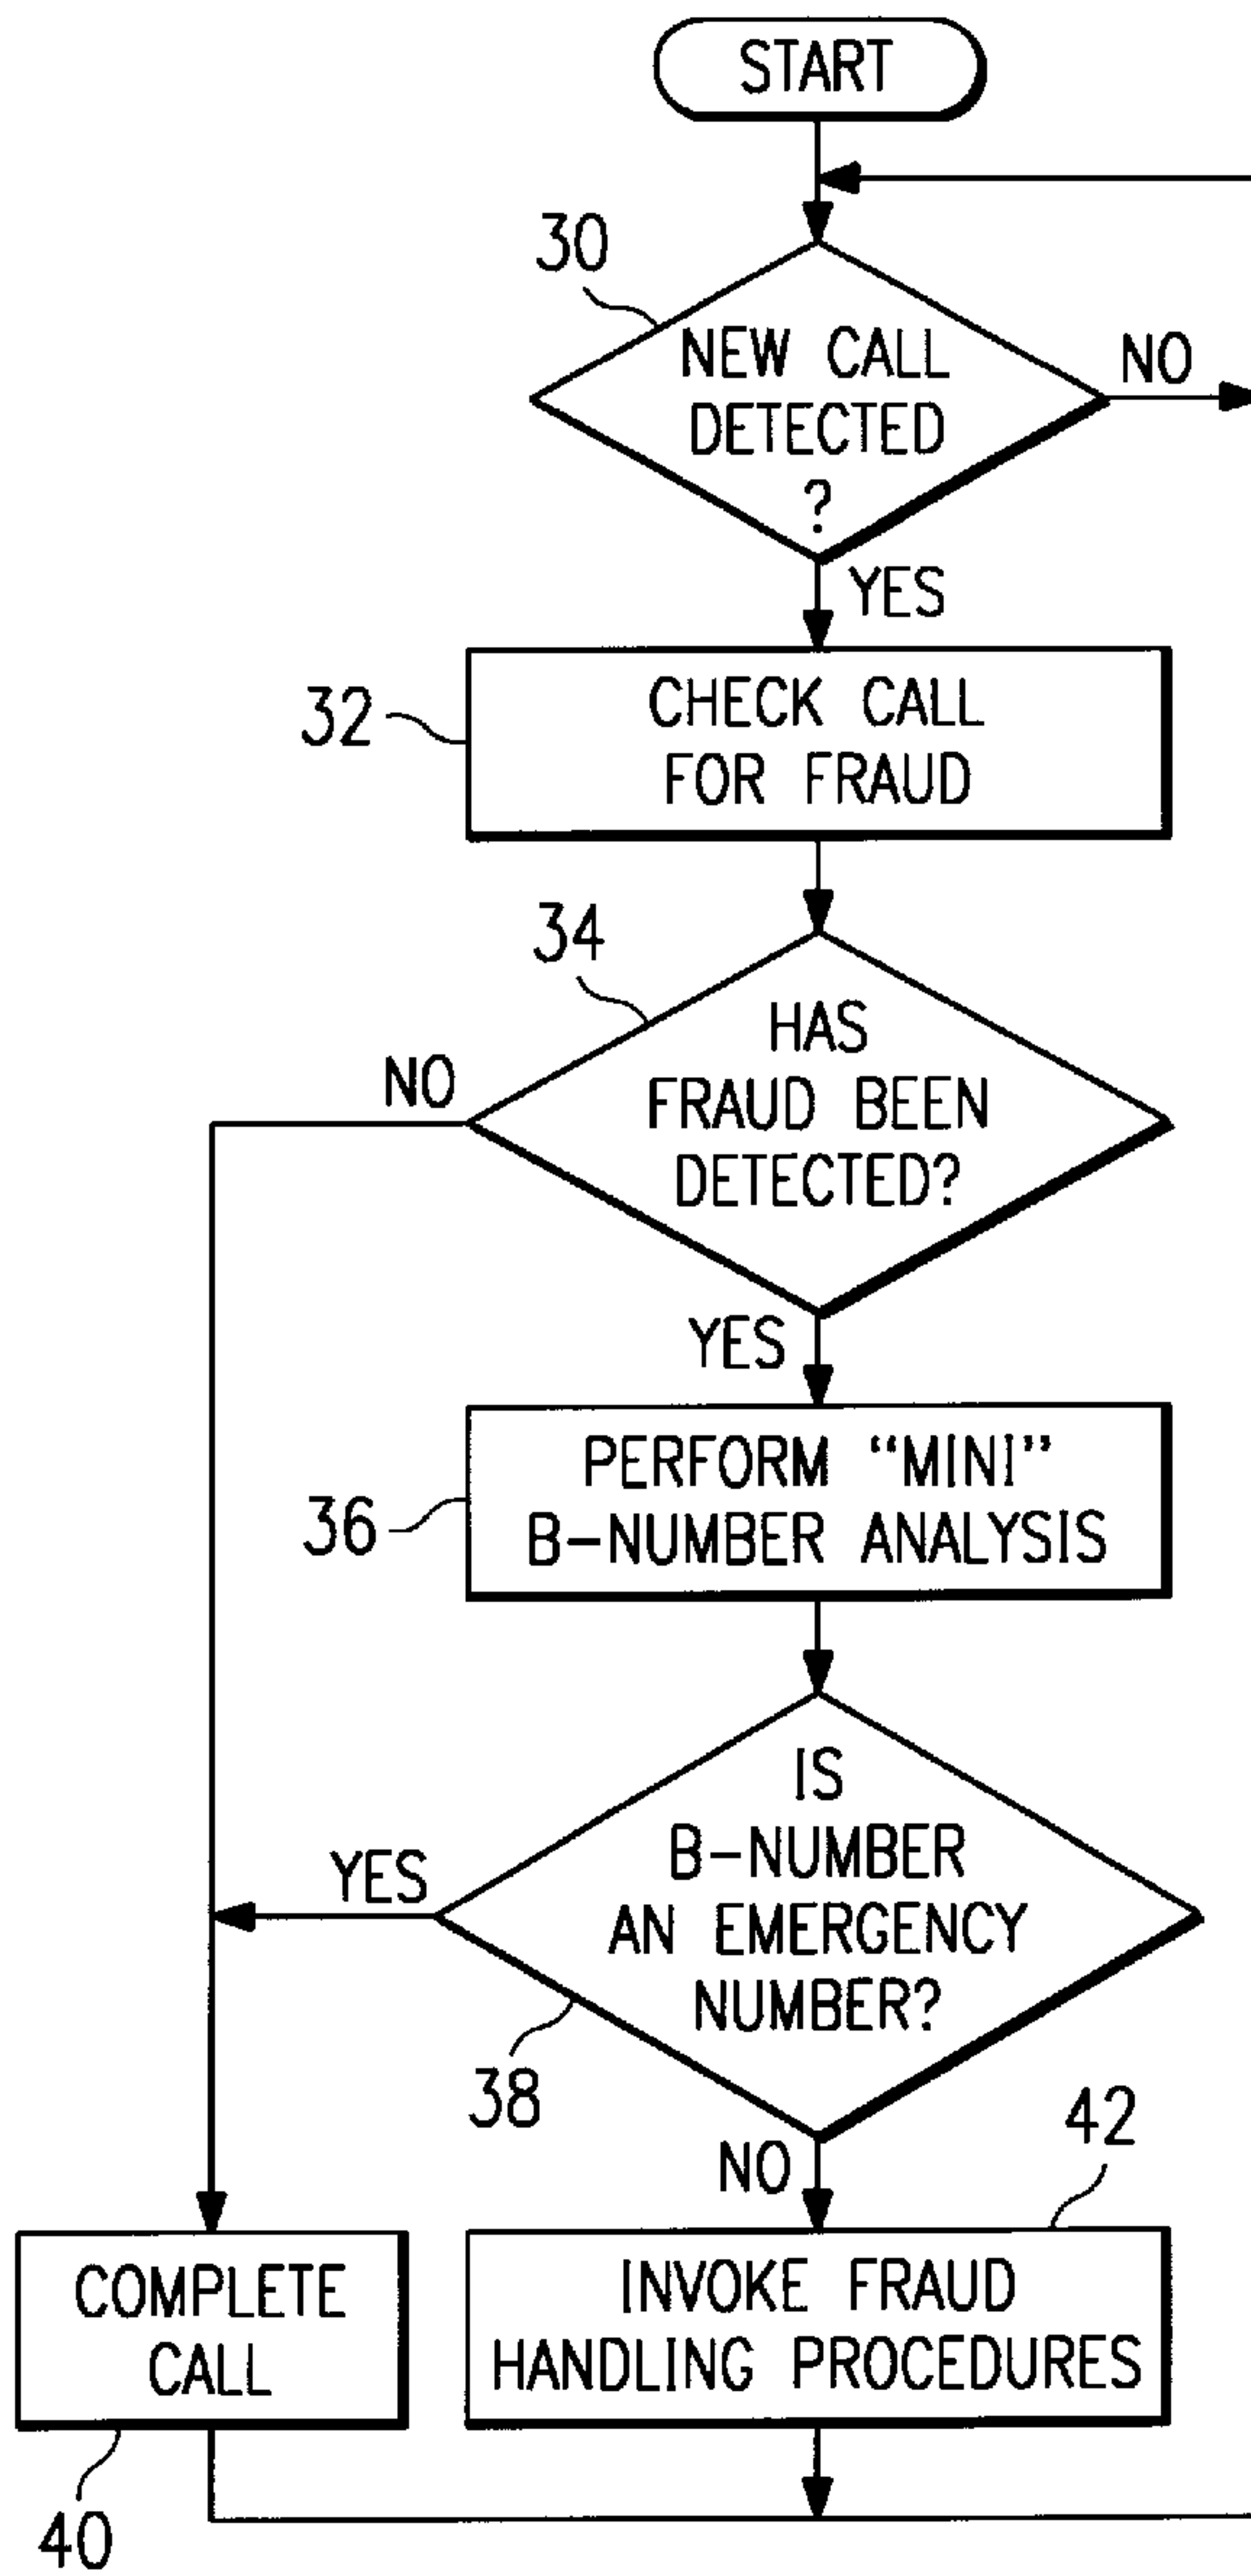 START
30
NEW CALL
DETECTED
?
NO
YES
32
CHECK CALL
FOR FRAUD
34
HAS
FRAUD BEEN
DETECTED?
NO
YES
36
PERFORM “MINI”
B-NUMBER ANALYSIS
IS
B-NUMBER
AN EMERGENCY
NUMBER?
YES
38
NO
42
COMPLETE
CALL
INVOKE FRAUD
HANDLING PROCEDURES
40